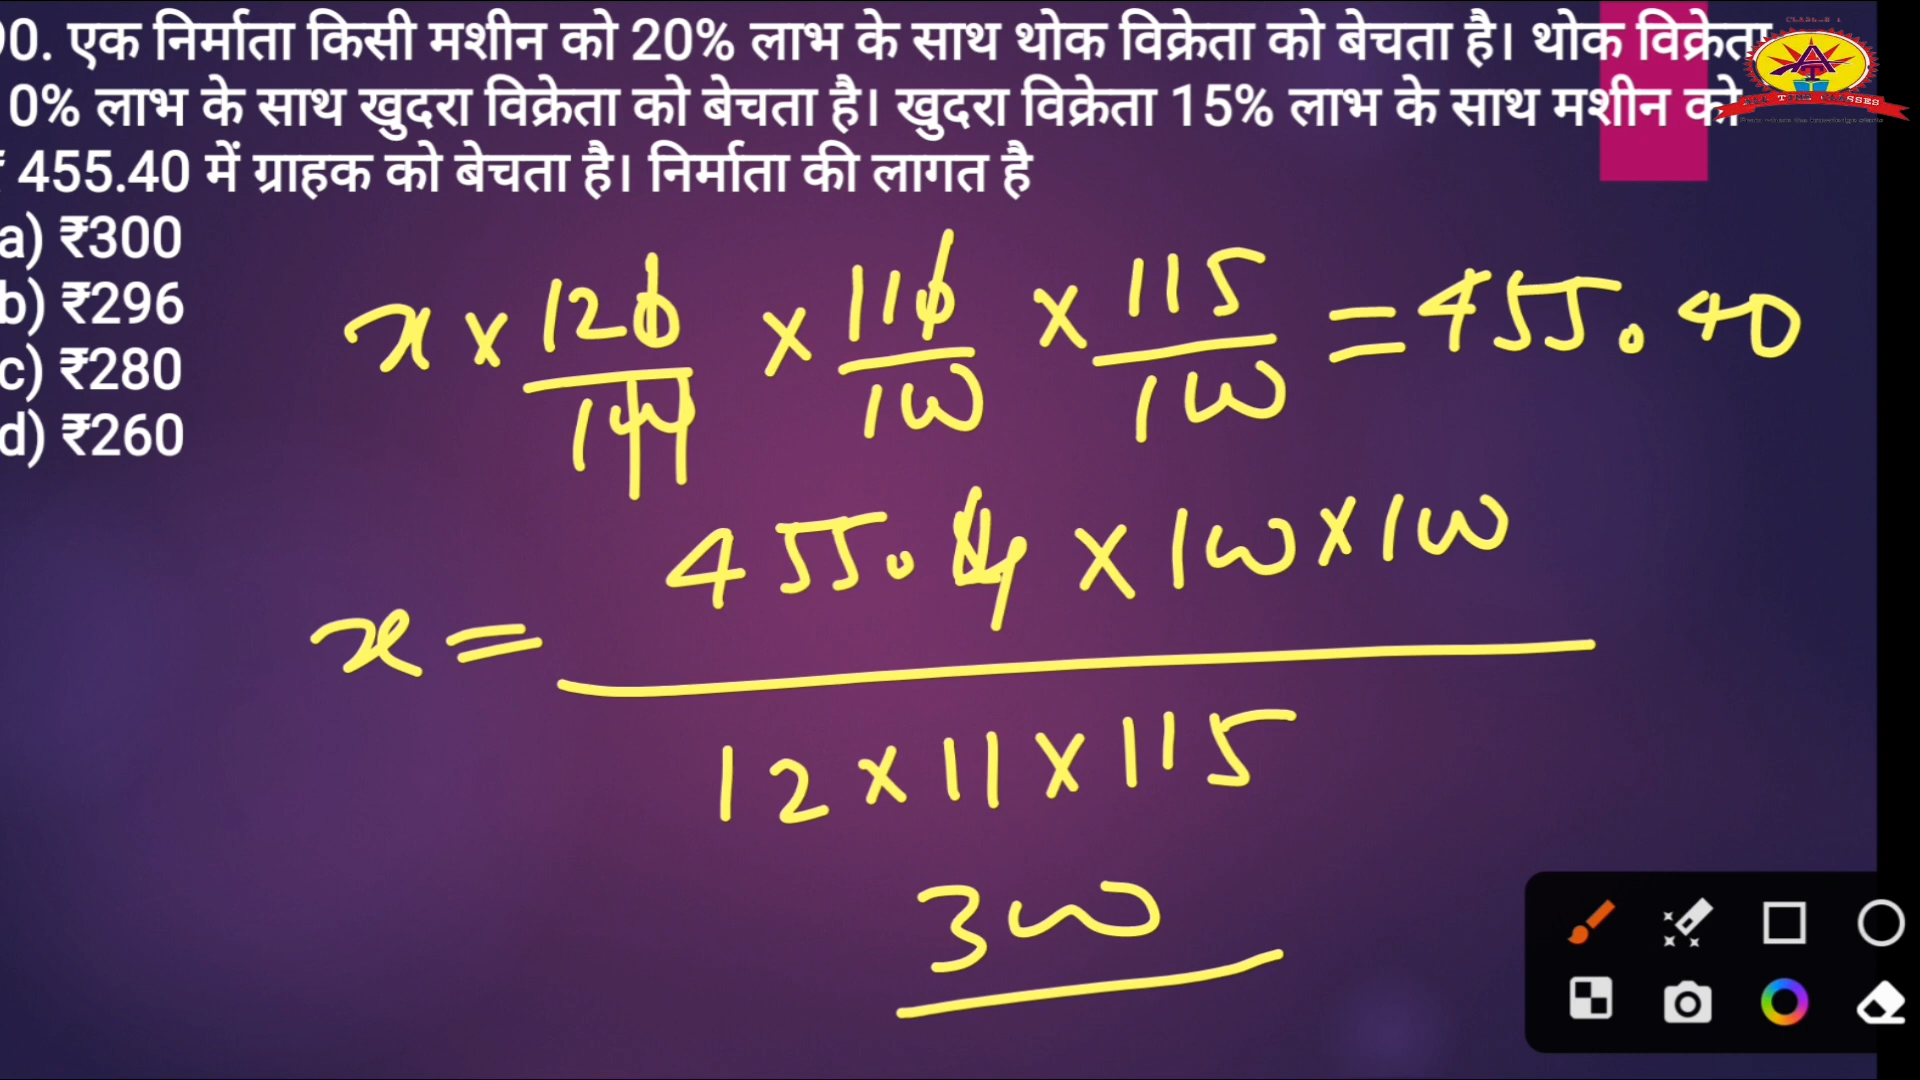 90. एक निर्माता किसी मशीन को 20% लाभ के साथ थोक विक्रेता को बेचता है। थोक विक्रेता
0% लाभ के साथ खुदरा विक्रेता को बेचता है। खुदरा विक्रेता 15% लाभ के साथ मशीन को
₹ 455.40 में ग्राहक को बेचता है। निर्माता की लागत है
a) ₹300
b) ₹296
c) ₹280
d) ₹260
x × 120/100 × 110/100 × 115/100 = 455.40
x = 455.4 × 100 × 100
12 × 11 × 115
300